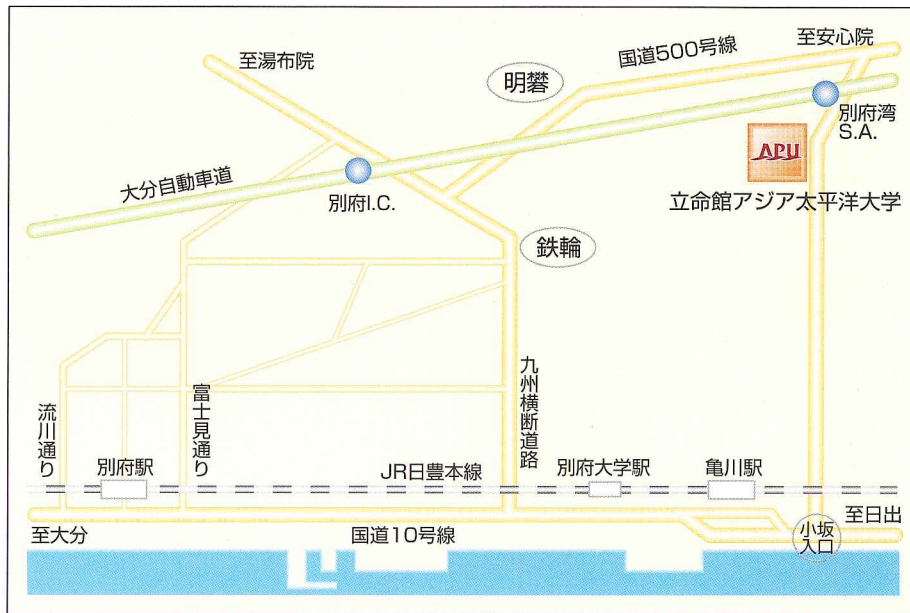 至湯布院
国道500号線
至安心院
明礬
別府湾
S.A.
APU
大分自動車道
別府I.C.
立命館アジア太平洋大学
鉄輪
流川通り
富士見通り
九州横断道路
別府駅
JR日豊本線
別府大学駅
亀川駅
至大分
国道10号線
小坂
入口
至日出